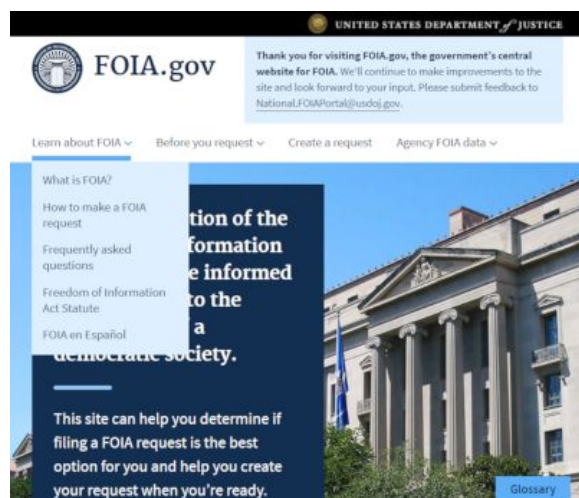 UNITED STATES DEPARTMENT of JUSTICE
FOIA.gov
Thank you for visiting FOIA.gov, the government's central
website for FOIA. We'll continue to make improvements to the
site and look forward to your input. Please submit feedback to
National.FOIAPortal@usdoj.gov.
Learn about FOIA Before you request Create a request Agency FOIA data
What is FOIA?
How to make a FOIA
request
Frequently asked
questions
Freedom of Information
Act Statute
FOIA en Español
tion of the
formation
e informed
to the
a
democratic society.
This site can help you determine if
filing a FOIA request is the best
option for you and help you create
your request when you're ready.
Glossary